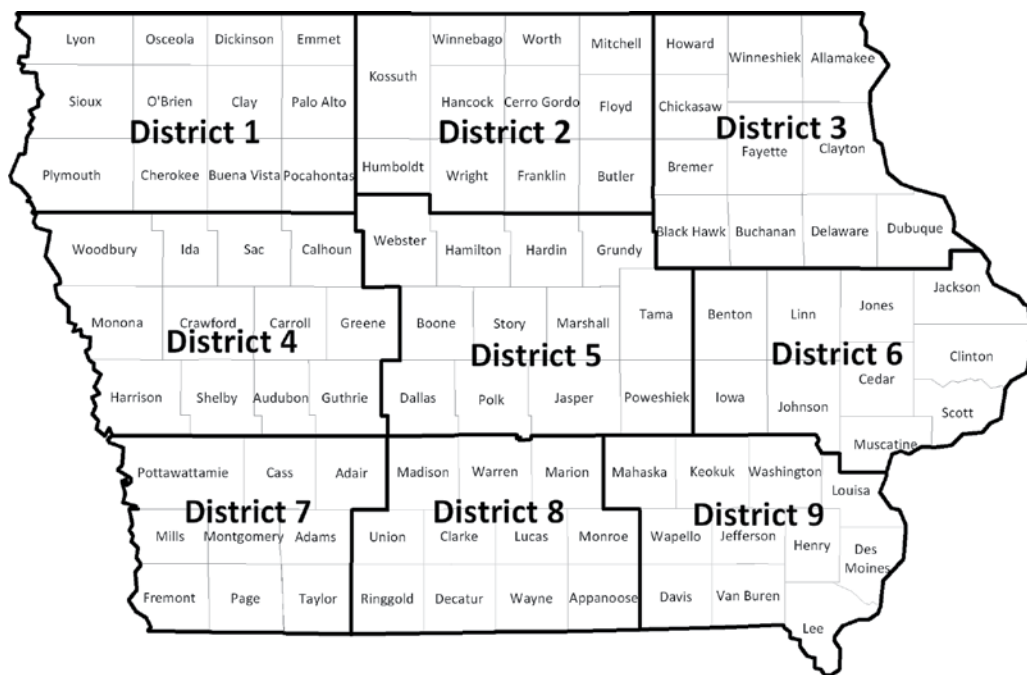 Lyon
Osceola
Dickinson
Emmet
Sioux
O'Brien
Clay
Palo Alto
District 1
Plymouth
Cherokee
Buena Vista
Pocahontas
Kossuth
Winnebago
Worth
Mitchell
Hancock
Cerro Gordo
Floyd
District 2
Humboldt
Wright
Franklin
Butler
Howard
Winneshiek
Allamakee
Chickasaw
District 3
Bremer
Fayette
Clayton
Black Hawk
Buchanan
Delaware
Dubuque
Woodbury
Ida
Sac
Calhoun
Monona
Crawford
Carroll
Greene
District 4
Harrison
Shelby
Audubon
Guthrie
Webster
Hamilton
Hardin
Grundy
Boone
Story
Marshall
Tama
District 5
Dallas
Polk
Jasper
Poweshiek
Benton
Linn
Jones
Jackson
District 6
Clinton
Iowa
Johnson
Cedar
Scott
Muscatine
Pottawattamie
Cass
Adair
District 7
Mills
Montgomery
Adams
Fremont
Page
Taylor
Madison
Warren
Marion
District 8
Union
Clarke
Lucas
Monroe
Ringgold
Decatur
Wayne
Appanoose
Mahaska
Keokuk
Washington
Louisa
District 9
Wapello
Jefferson
Henry
Des
Moines
Davis
Van Buren
Lee